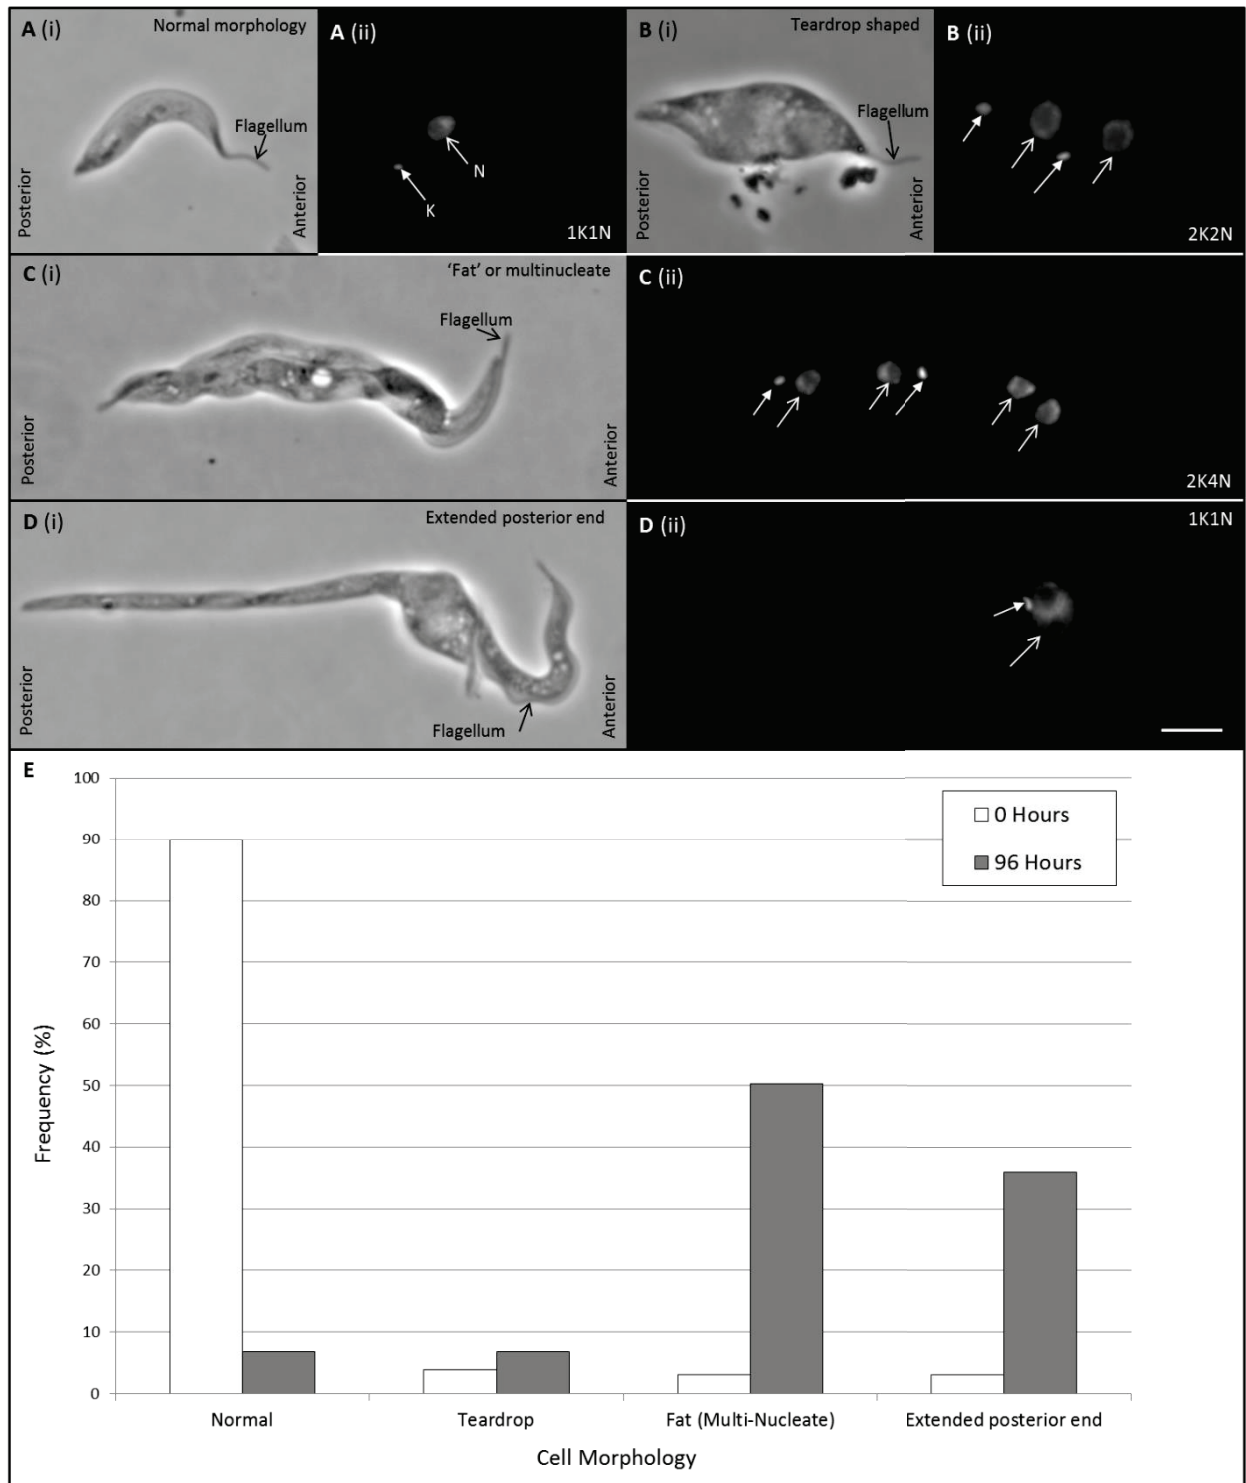 A (i)
Normal morphology
Flagellum
Posterior
Anterior
A (ii)
N
K
1K1N
B (i)
Teardrop shaped
Flagellum
Posterior
Anterior
B (ii)
2K2N
C (i)
'Fat' or multinucleate
Flagellum
Posterior
Anterior
C (ii)
2K4N
D (i)
Extended posterior end
Flagellum
Posterior
Anterior
D (ii)
1K1N
E
100
90
80
70
60
50
40
30
20
10
0
Frequency (%)
0 Hours
96 Hours
Normal
Teardrop
Fat (Multi-Nucleate)
Extended posterior end
Cell Morphology